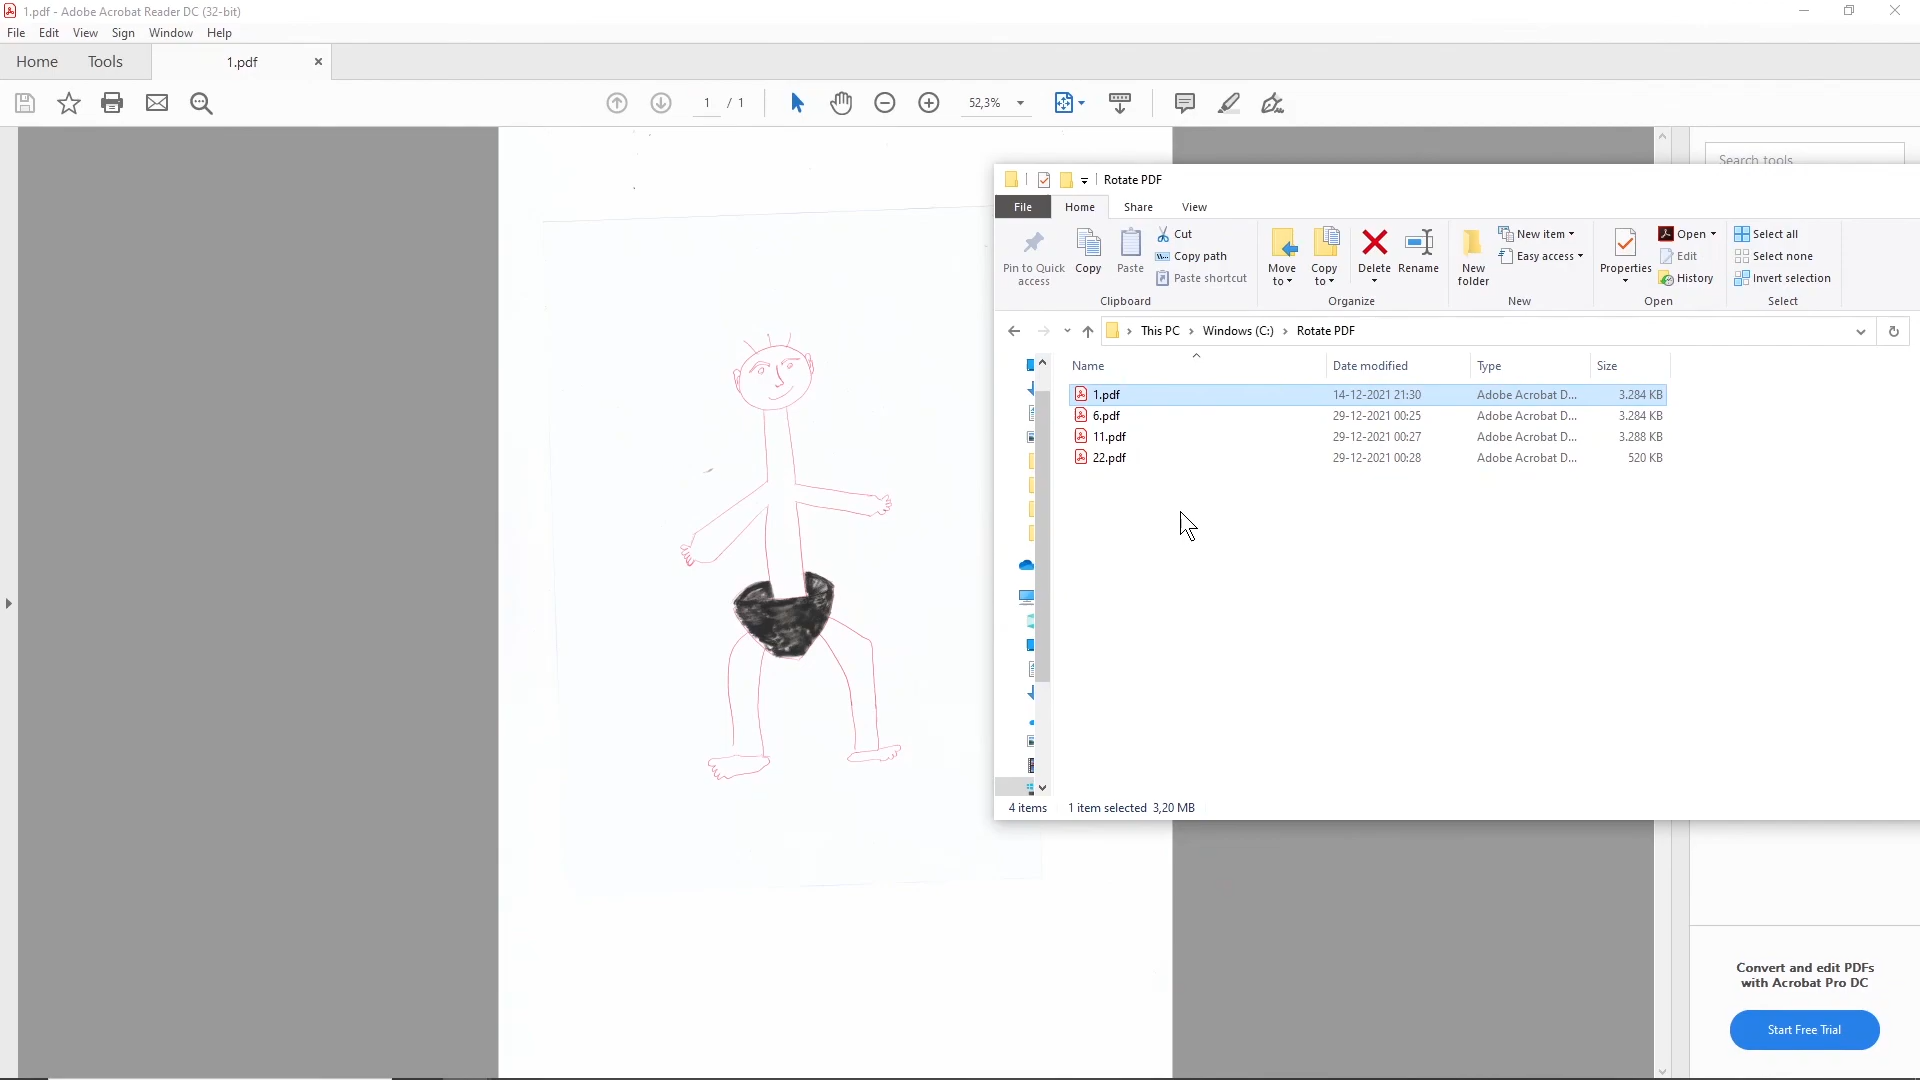 1.pdf - Adobe Acrobat Reader DC (32-bit)
File Edit View Sign Window Help
Home Tools 1.pdf
1 / 1 52,3%
Search tools
Rotate PDF
File Home Share View
Pin to Quick access
Copy
Paste
Cut
Copy path
Paste shortcut
Clipboard
Move to
Copy to
Delete
Rename
Organize
New folder
New item
Easy access
New
Properties
Open
Edit
History
Open
Select all
Select none
Invert selection
Select
This PC Windows (C:) Rotate PDF
Name Date modified Type Size
1.pdf 14-12-2021 21:30 Adobe Acrobat D... 3.284 KB
6.pdf 29-12-2021 00:25 Adobe Acrobat D... 3.284 KB
11.pdf 29-12-2021 00:27 Adobe Acrobat D... 3.288 KB
22.pdf 29-12-2021 00:28 Adobe Acrobat D... 520 KB
4 items 1 item selected 3,20 MB
Convert and edit PDFs
with Acrobat Pro DC
Start Free Trial